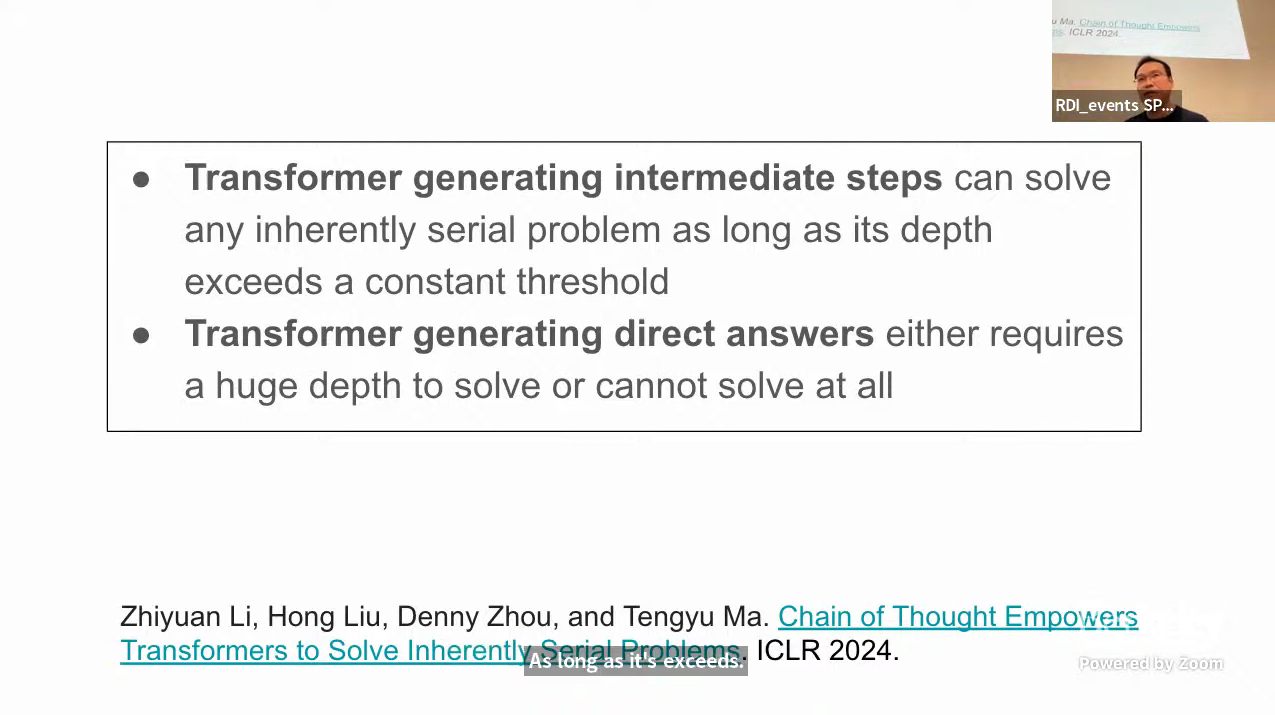 u Ma. Chain of Thought Empowers
ms. ICLR 2024.
RDI_events SP...
● Transformer generating intermediate steps can solve
any inherently serial problem as long as its depth
exceeds a constant threshold
● Transformer generating direct answers either requires
a huge depth to solve or cannot solve at all
Zhiyuan Li, Hong Liu, Denny Zhou, and Tengyu Ma. Chain of Thought Empowers
Transformers to Solve Inherently Serial Problems. ICLR 2024.
As long as it's exceeds.
Powered by Zoom